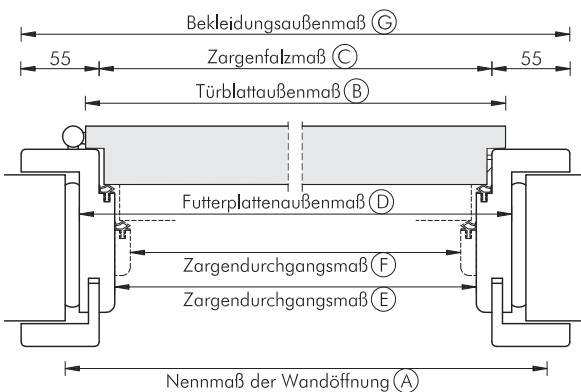 Bekleidungsaußenmaß G
55 Zargenfalzmaß C 55
Türblattaußenmaß B
Futterplattenaußenmaß D
Zargendurchgangsmaß F
Zargendurchgangsmaß E
Nennmaß der Wandöffnung A